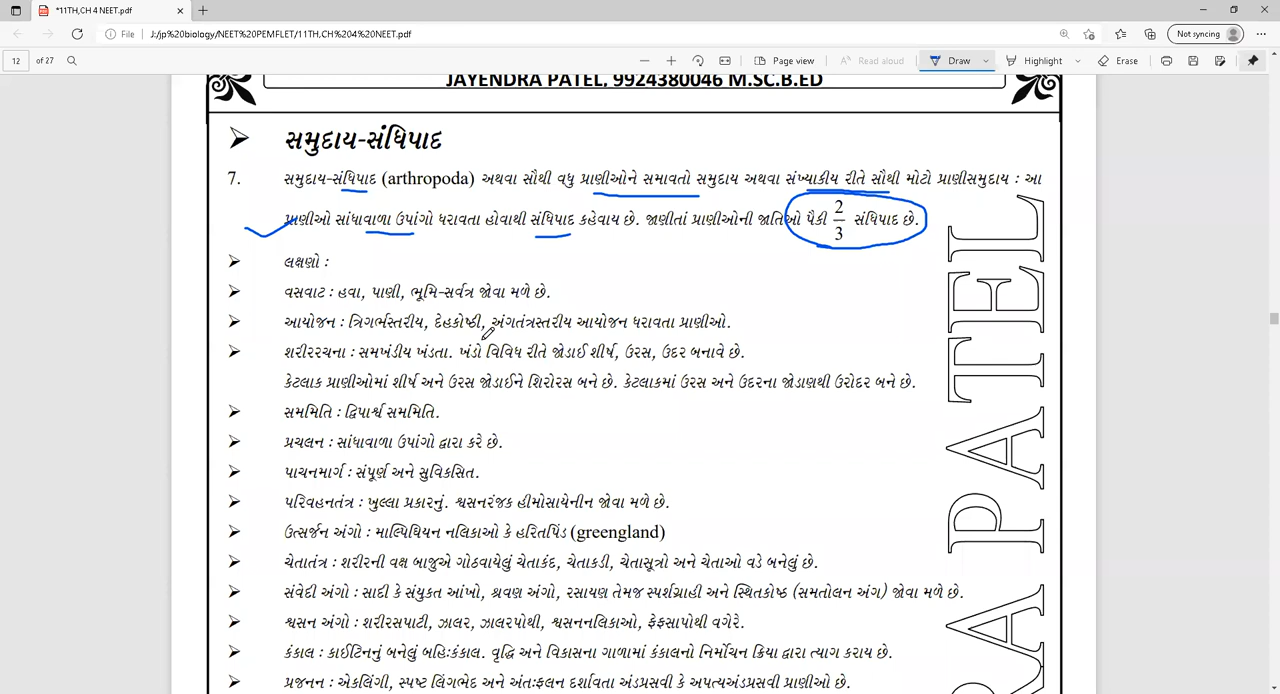 *11TH,CH 4 NEET.pdf
File J:/jp%20biology/NEET%20PEMFLET/11TH,CH%204%20NEET.pdf Not syncing
12 of 27 Page view Read aloud Draw Highlight Erase
JAYENDRA PATEL, 9924380046 M.SC.B.ED
સમુદાય-સંધિપાદ
7. સમુદાય-સંધિપાદ (arthropoda) અથવા સૌથી વધુ પ્રાણીઓને સમાવતો સમુદાય અથવા સંખ્યાકીય રીતે સૌથી મોટો પ્રાણીસમુદાય : આ
પ્રાણીઓ સાંધાવાળા ઉપાંગો ધરાવતા હોવાથી સંધિપાદ કહેવાય છે. જાણીતાં પ્રાણીઓની જાતિઓ પૈકી 2/3 સંધિપાદ છે.
લક્ષણો :
વસવાટ : હવા, પાણી, ભૂમિ-સર્વત્ર જોવા મળે છે.
આયોજન : ત્રિગર્ભસ્તરીય, દેહકોષ્ઠી, અંગતંત્રસ્તરીય આયોજન ધરાવતા પ્રાણીઓ.
શરીરરચના : સમખંડીય ખંડતા. ખંડો વિવિધ રીતે જોડાઈ શીર્ષ, ઉરસ, ઉદર બનાવે છે.
કેટલાક પ્રાણીઓમાં શીર્ષ અને ઉરસ જોડાઈને શિરોરસ બને છે. કેટલાકમાં ઉરસ અને ઉદરના જોડાણથી ઉરોદર બને છે.
સમમિતિ : દ્વિપાર્શ્વ સમમિતિ.
પ્રચલન : સાંધાવાળા ઉપાંગો દ્વારા કરે છે.
પાચનમાર્ગ : સંપૂર્ણ અને સુવિકસિત.
પરિવહનતંત્ર : ખુલ્લા પ્રકારનું. શ્વસનરંજક હીમોસાયેનીન જોવા મળે છે.
ઉત્સર્જન અંગો : માલ્પિઘિયન નલિકાઓ કે હરિતપિંડ (greengland)
ચેતાતંત્ર : શરીરની વક્ષ બાજુએ ગોઠવાયેલું ચેતાકંદ, ચેતાકડી, ચેતાસૂત્રો અને ચેતાઓ વડે બનેલું છે.
સંવેદી અંગો : સાદી કે સંયુક્ત આંખો, શ્રવણ અંગો, રસાયણ તેમજ સ્પર્શગ્રાહી અને સ્થિતકોષ્ઠ (સમતોલન અંગ) જોવા મળે છે.
શ્વસન અંગો : શરીરસપાટી, ઝાલર, ઝાલરપોથી, શ્વસનનલિકાઓ, ફેફસાપોથી વગેરે.
કંકાલ : કાઈટિનનું બનેલું બહિઃકંકાલ. વૃદ્ધિ અને વિકાસના ગાળામાં કંકાલનો નિર્મોચન ક્રિયા દ્વારા ત્યાગ કરાય છે.
પ્રજનન : એકલિંગી, સ્પષ્ટ લિંગભેદ અને અંતઃફલન દર્શાવતા અંડપ્રસવી કે અપત્યઅંડપ્રસવી પ્રાણીઓ છે.
RA PATEL